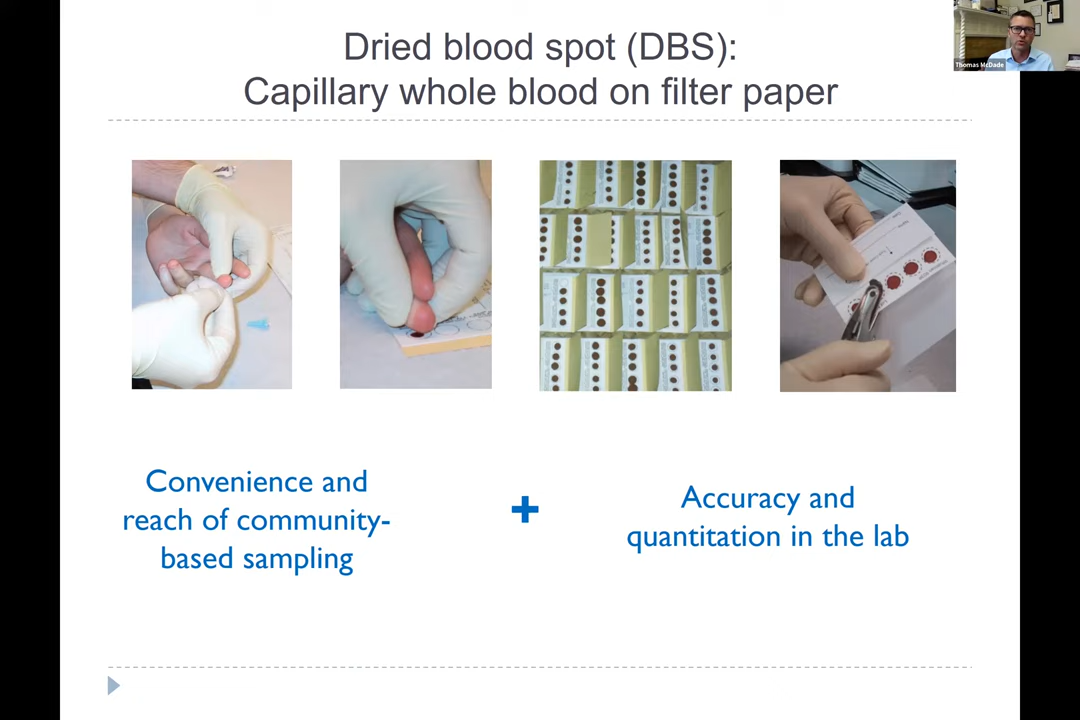 Dried blood spot (DBS):
Capillary whole blood on filter paper
Thomas McDade
Convenience and
reach of community-
based sampling
+
Accuracy and
quantitation in the lab